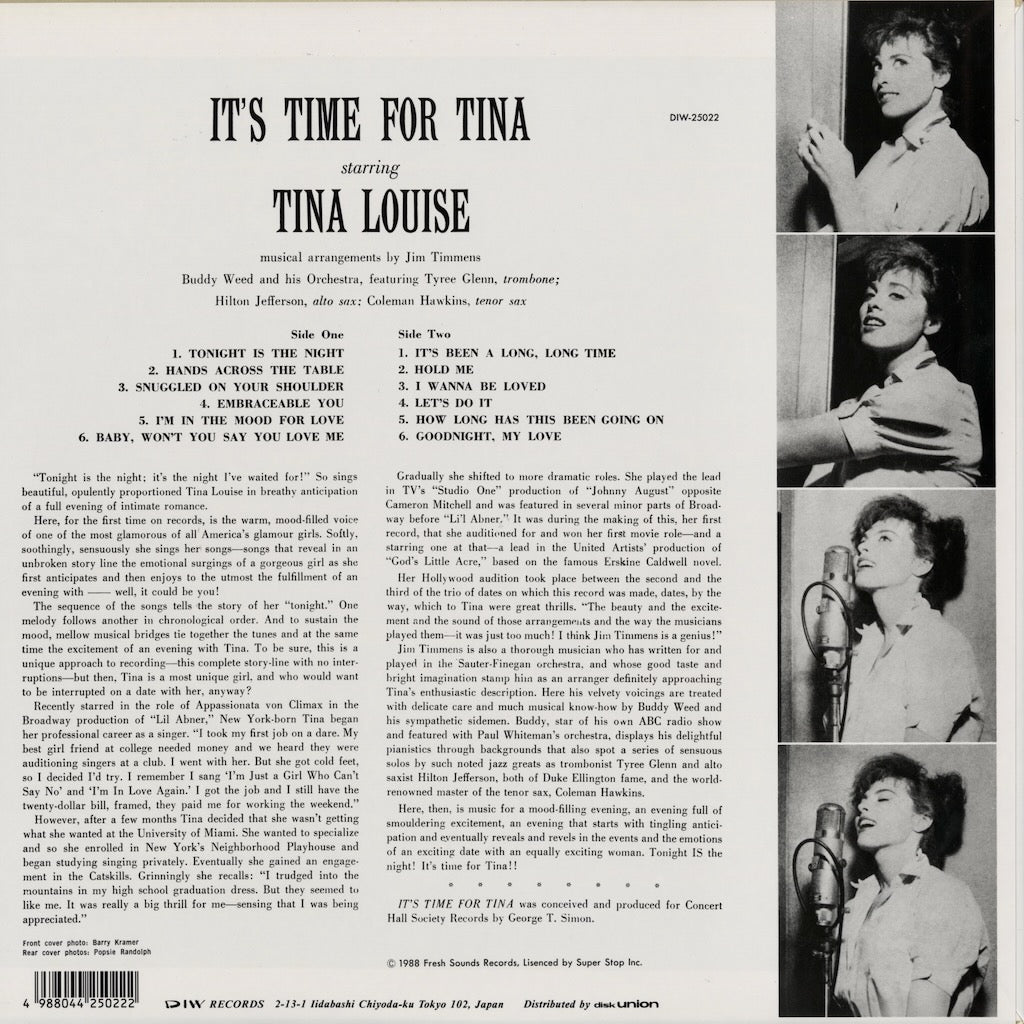 IT'S TIME FOR TINA
DIW-25022
starring
TINA LOUISE
musical arrangements by Jim Timmens
Buddy Weed and his Orchestra, featuring Tyree Glenn, trombone;
Hilton Jefferson, alto sax; Coleman Hawkins, tenor sax
Side One
1. TONIGHT IS THE NIGHT
2. HANDS ACROSS THE TABLE
3. SNUGGLED ON YOUR SHOULDER
4. EMBRACEABLE YOU
5. I'M IN THE MOOD FOR LOVE
6. BABY, WON'T YOU SAY YOU LOVE ME
Side Two
1. IT'S BEEN A LONG, LONG TIME
2. HOLD ME
3. I WANNA BE LOVED
4. LET'S DO IT
5. HOW LONG HAS THIS BEEN GOING ON
6. GOODNIGHT, MY LOVE
"Tonight is the night; it's the night I've waited for!" So sings
beautiful, opulently proportioned Tina Louise in breathy anticipation
of a full evening of intimate romance.
Here, for the first time on records, is the warm, mood-filled voice
of one of the most glamorous of all America's glamour girls. Softly,
soothingly, sensuously she sings her songs—songs that reveal in an
unbroken story line the emotional surgings of a gorgeous girl as she
first anticipates and then enjoys to the utmost the fulfillment of an
evening with —— well, it could be you!
The sequence of the songs tells the story of her "tonight." One
melody follows another in chronological order. And to sustain the
mood, mellow musical bridges tie together the tunes and at the same
time the excitement of an evening with Tina. To be sure, this is a
unique approach to recording—this complete story-line with no inter-
ruptions—but then, Tina is a most unique girl, and who would want
to be interrupted on a date with her, anyway?
Recently starred in the role of Appassionata von Climax in the
Broadway production of "Lil Abner," New York-born Tina began
her professional career as a singer. "I took my first job on a dare. My
best girl friend at college needed money and we heard they were
auditioning singers at a club. I went with her. But she got cold feet,
so I decided I'd try. I remember I sang 'I'm Just a Girl Who Can't
Say No' and 'I'm In Love Again.' I got the job and I still have the
twenty-dollar bill, framed, they paid me for working the weekend."
However, after a few months Tina decided that she wasn't getting
what she wanted at the University of Miami. She wanted to specialize
and so she enrolled in New York's Neighborhood Playhouse and
began studying singing privately. Eventually she gained an engage-
ment in the Catskills. Grinningly she recalls: "I trudged into the
mountains in my high school graduation dress. But they seemed to
like me. It was really a big thrill for me—sensing that I was being
appreciated."
Gradually she shifted to more dramatic roles. She played the lead
in TV's "Studio One" production of "Johnny August" opposite
Cameron Mitchell and was featured in several minor parts of Broad-
way before "Li'l Abner." It was during the making of this, her first
record, that she auditioned for and won her first movie role—and a
starring one at that—a lead in the United Artists' production of
"God's Little Acre," based on the famous Erskine Caldwell novel.
Her Hollywood audition took place between the second and the
third of the trio of dates on which this record was made, dates, by the
way, which to Tina were great thrills. "The beauty and the excite-
ment and the sound of those arrangements and the way the musicians
played them—it was just too much! I think Jim Timmens is a genius!"
Jim Timmens is also a thorough musician who has written for and
played in the Sauter-Finegan orchestra, and whose good taste and
bright imagination stamp him as an arranger definitely approaching
Tina's enthusiastic description. Here his velvety voicings are treated
with delicate care and much musical know-how by Buddy Weed and
his sympathetic sidemen. Buddy, star of his own ABC radio show
and featured with Paul Whiteman's orchestra, displays his delightful
pianistics through backgrounds that also spot a series of sensuous
solos by such noted jazz greats as trombonist Tyree Glenn and alto
saxist Hilton Jefferson, both of Duke Ellington fame, and the world-
renowned master of the tenor sax, Coleman Hawkins.
Here, then, is music for a mood-filling evening, an evening full of
smouldering excitement, an evening that starts with tingling antici-
pation and eventually reveals and revels in the events and the emotions
of an exciting date with an equally exciting woman. Tonight IS the
night! It's time for Tina!!
IT'S TIME FOR TINA was conceived and produced for Concert
Hall Society Records by George T. Simon.
Front cover photo: Barry Kramer
Rear cover photos: Popsie Randolph
© 1988 Fresh Sounds Records, Lisenced by Super Stop Inc.
4 988044 250222
DIW RECORDS 2-13-1 Iidabashi Chiyoda-ku Tokyo 102, Japan Distributed by disk union